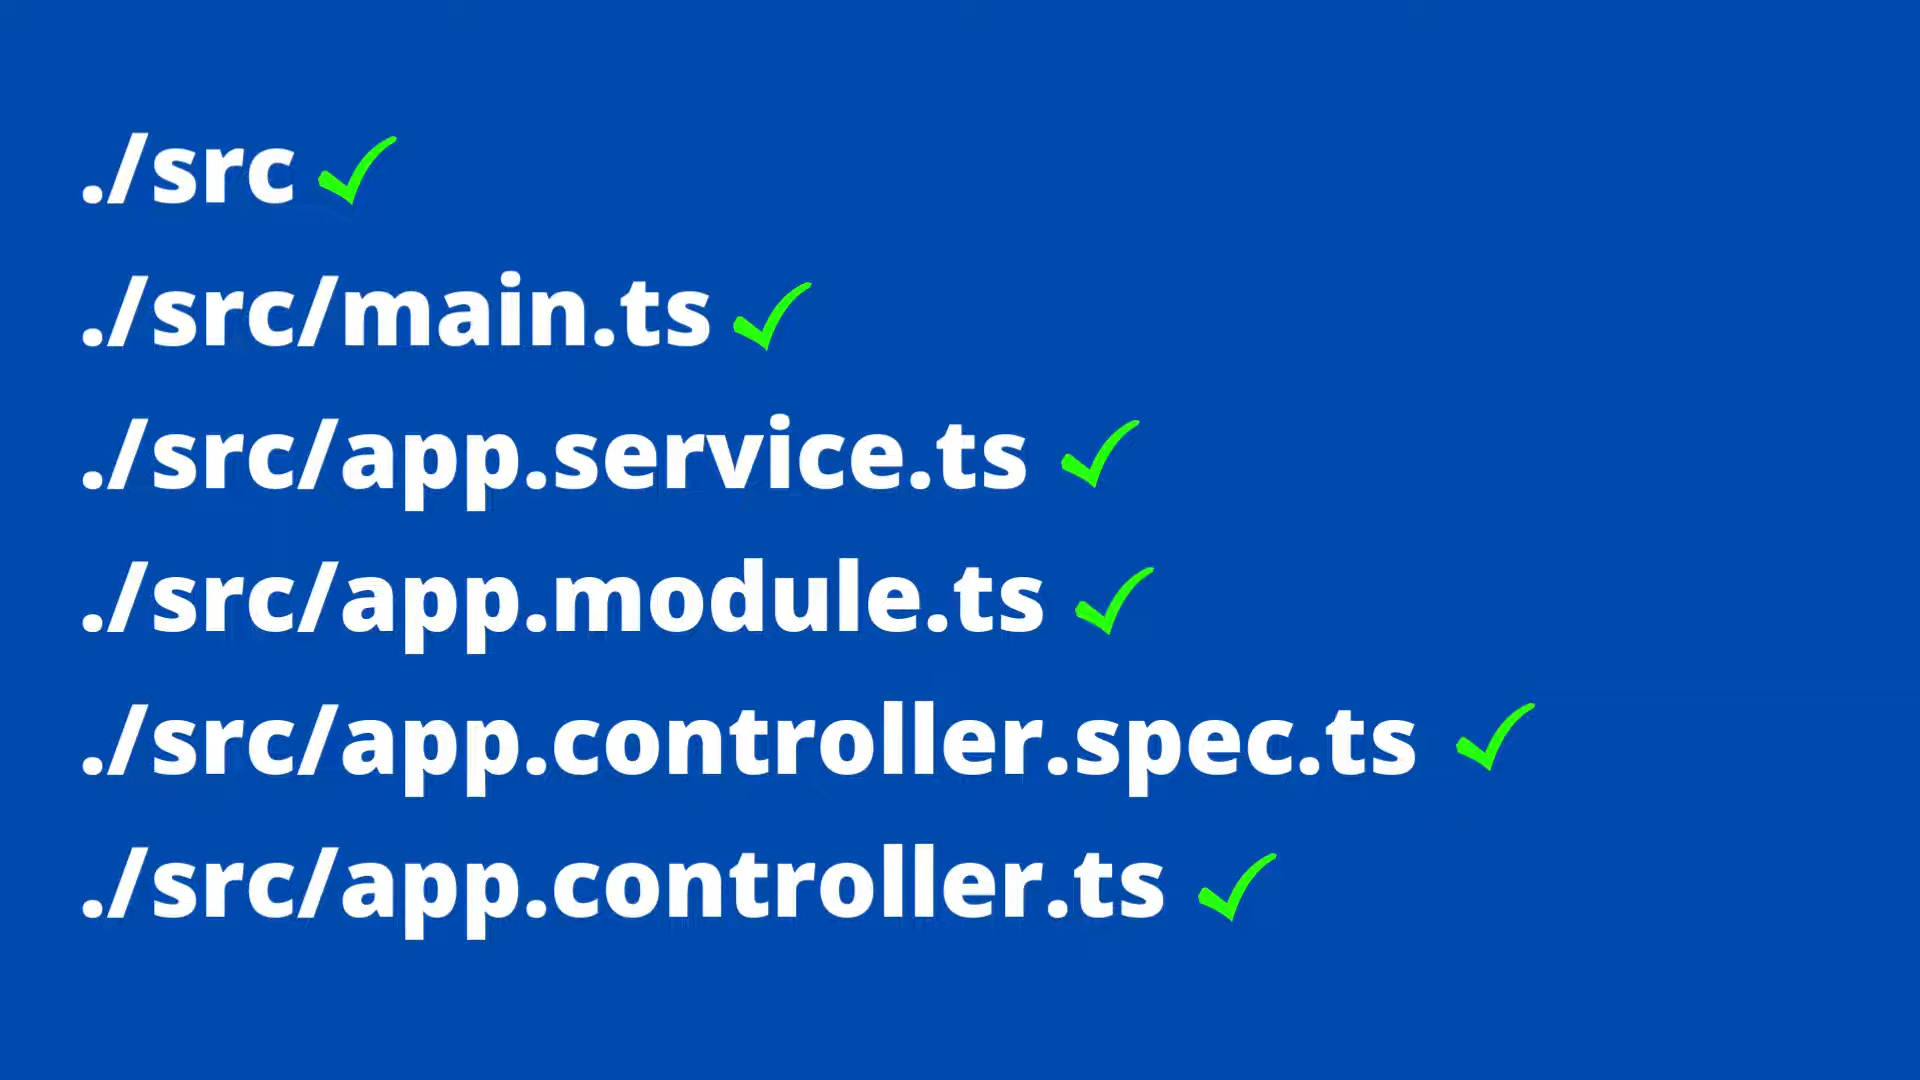 ./src
./src/main.ts
./src/app.service.ts
./src/app.module.ts
./src/app.controller.spec.ts
./src/app.controller.ts